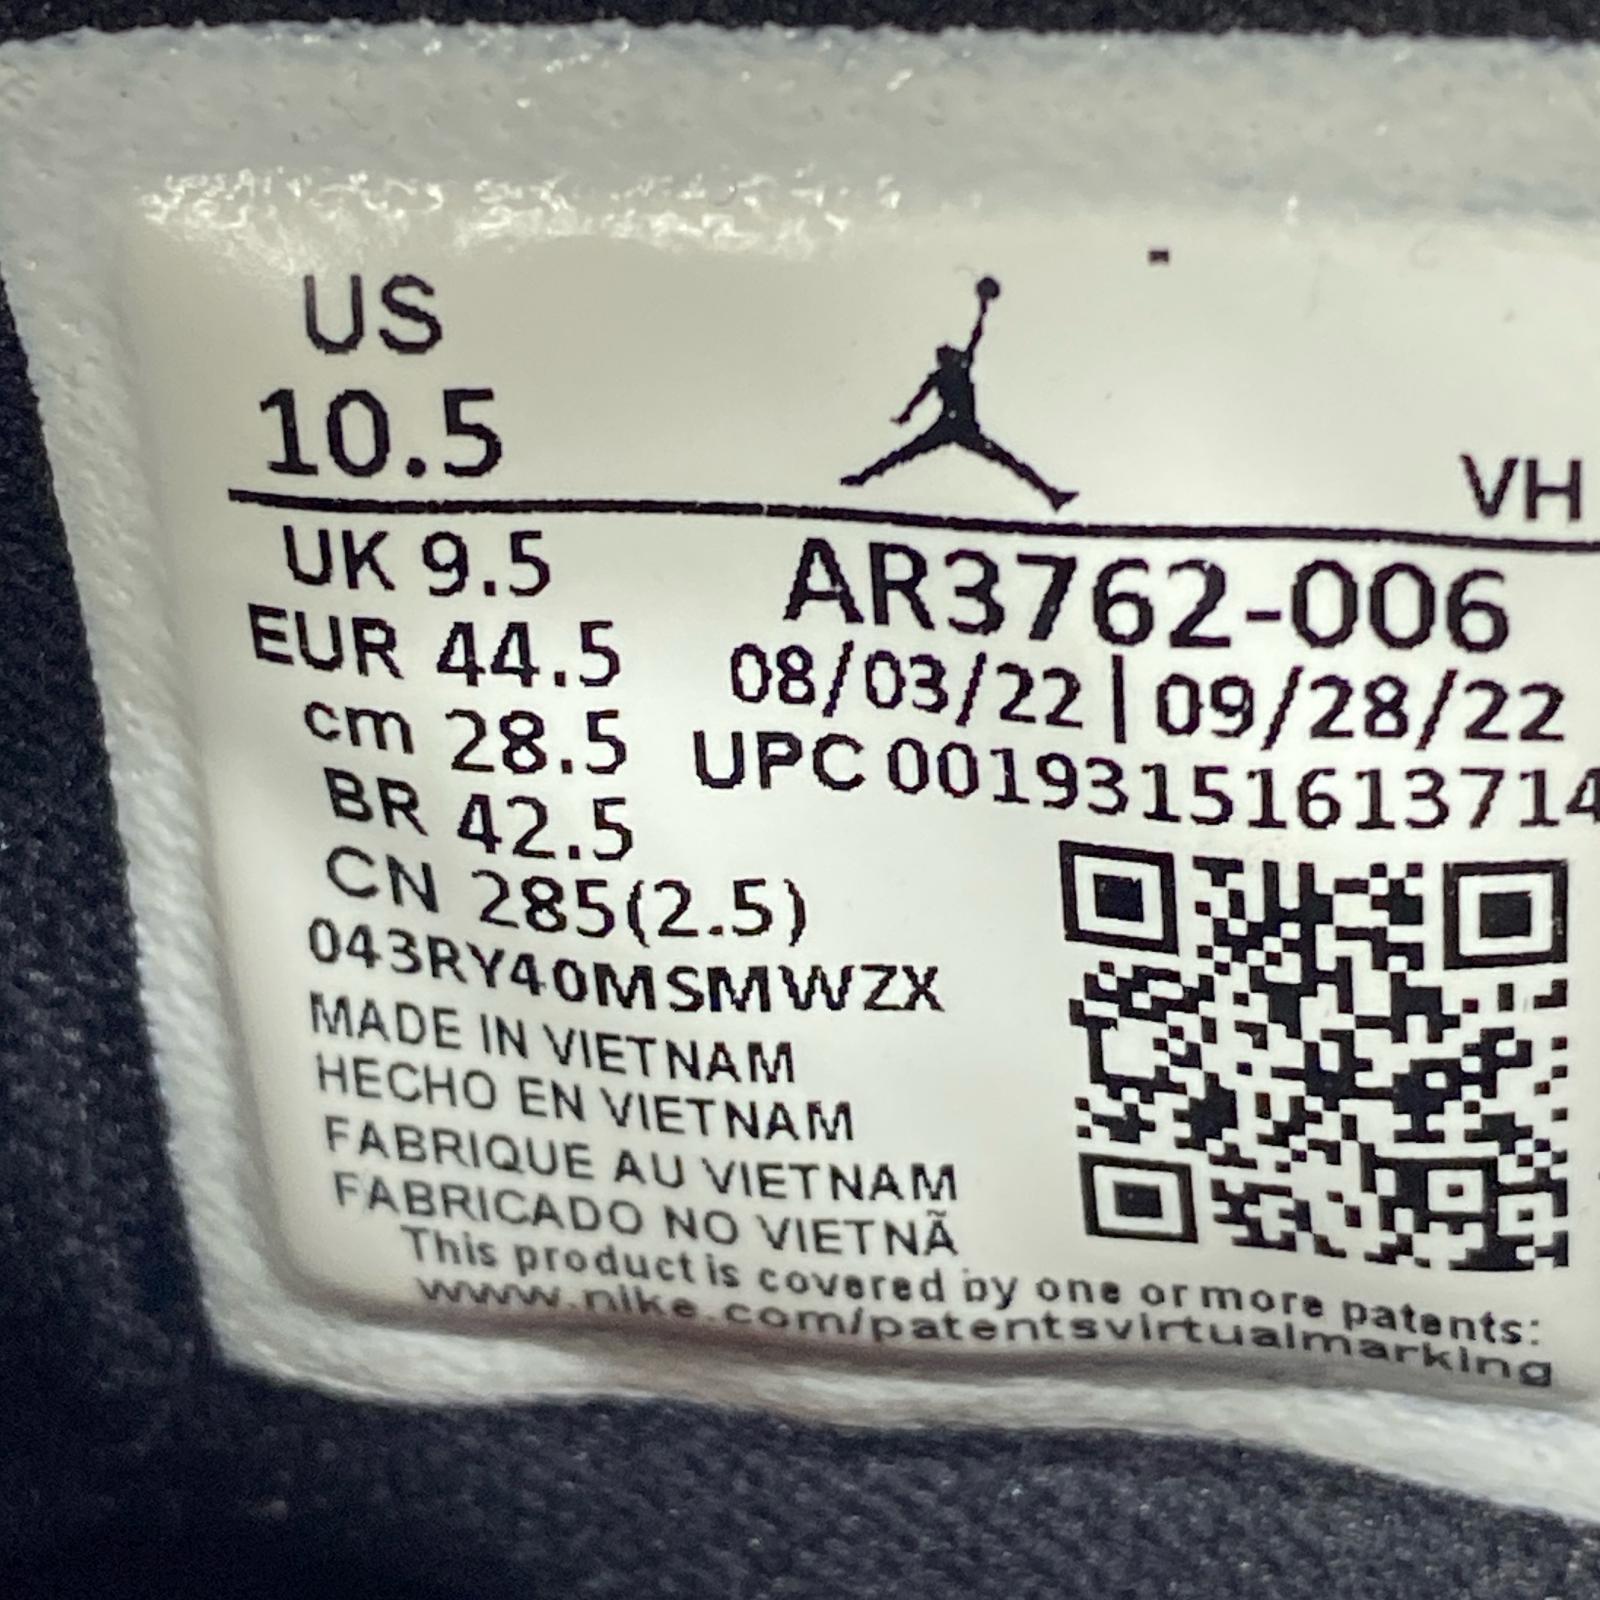 US
10.5
VH
UK 9.5
EUR 44.5
cm 28.5
BR 42.5
CN 285(2.5)
043RY40MSMWZX
AR3762-006
08/03/22|09/28/22
UPC 00193151613714
MADE IN VIETNAM
HECHO EN VIETNAM
FABRIQUE AU VIETNAM
FABRICADO NO VIETNÃ
This product is covered by one or more patents:
www.nike.com/patentsvirtualmarking